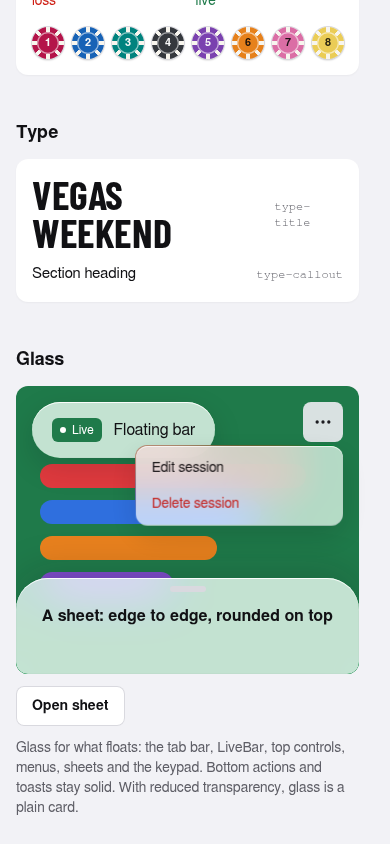 loss live
1 2 3 4 5 6 7 8
Type
VEGAS
WEEKEND
type-
title
Section heading type-callout
Glass
Live Floating bar
Edit session
Delete session
A sheet: edge to edge, rounded on top
Open sheet
Glass for what floats: the tab bar, LiveBar, top controls,
menus, sheets and the keypad. Bottom actions and
toasts stay solid. With reduced transparency, glass is a
plain card.